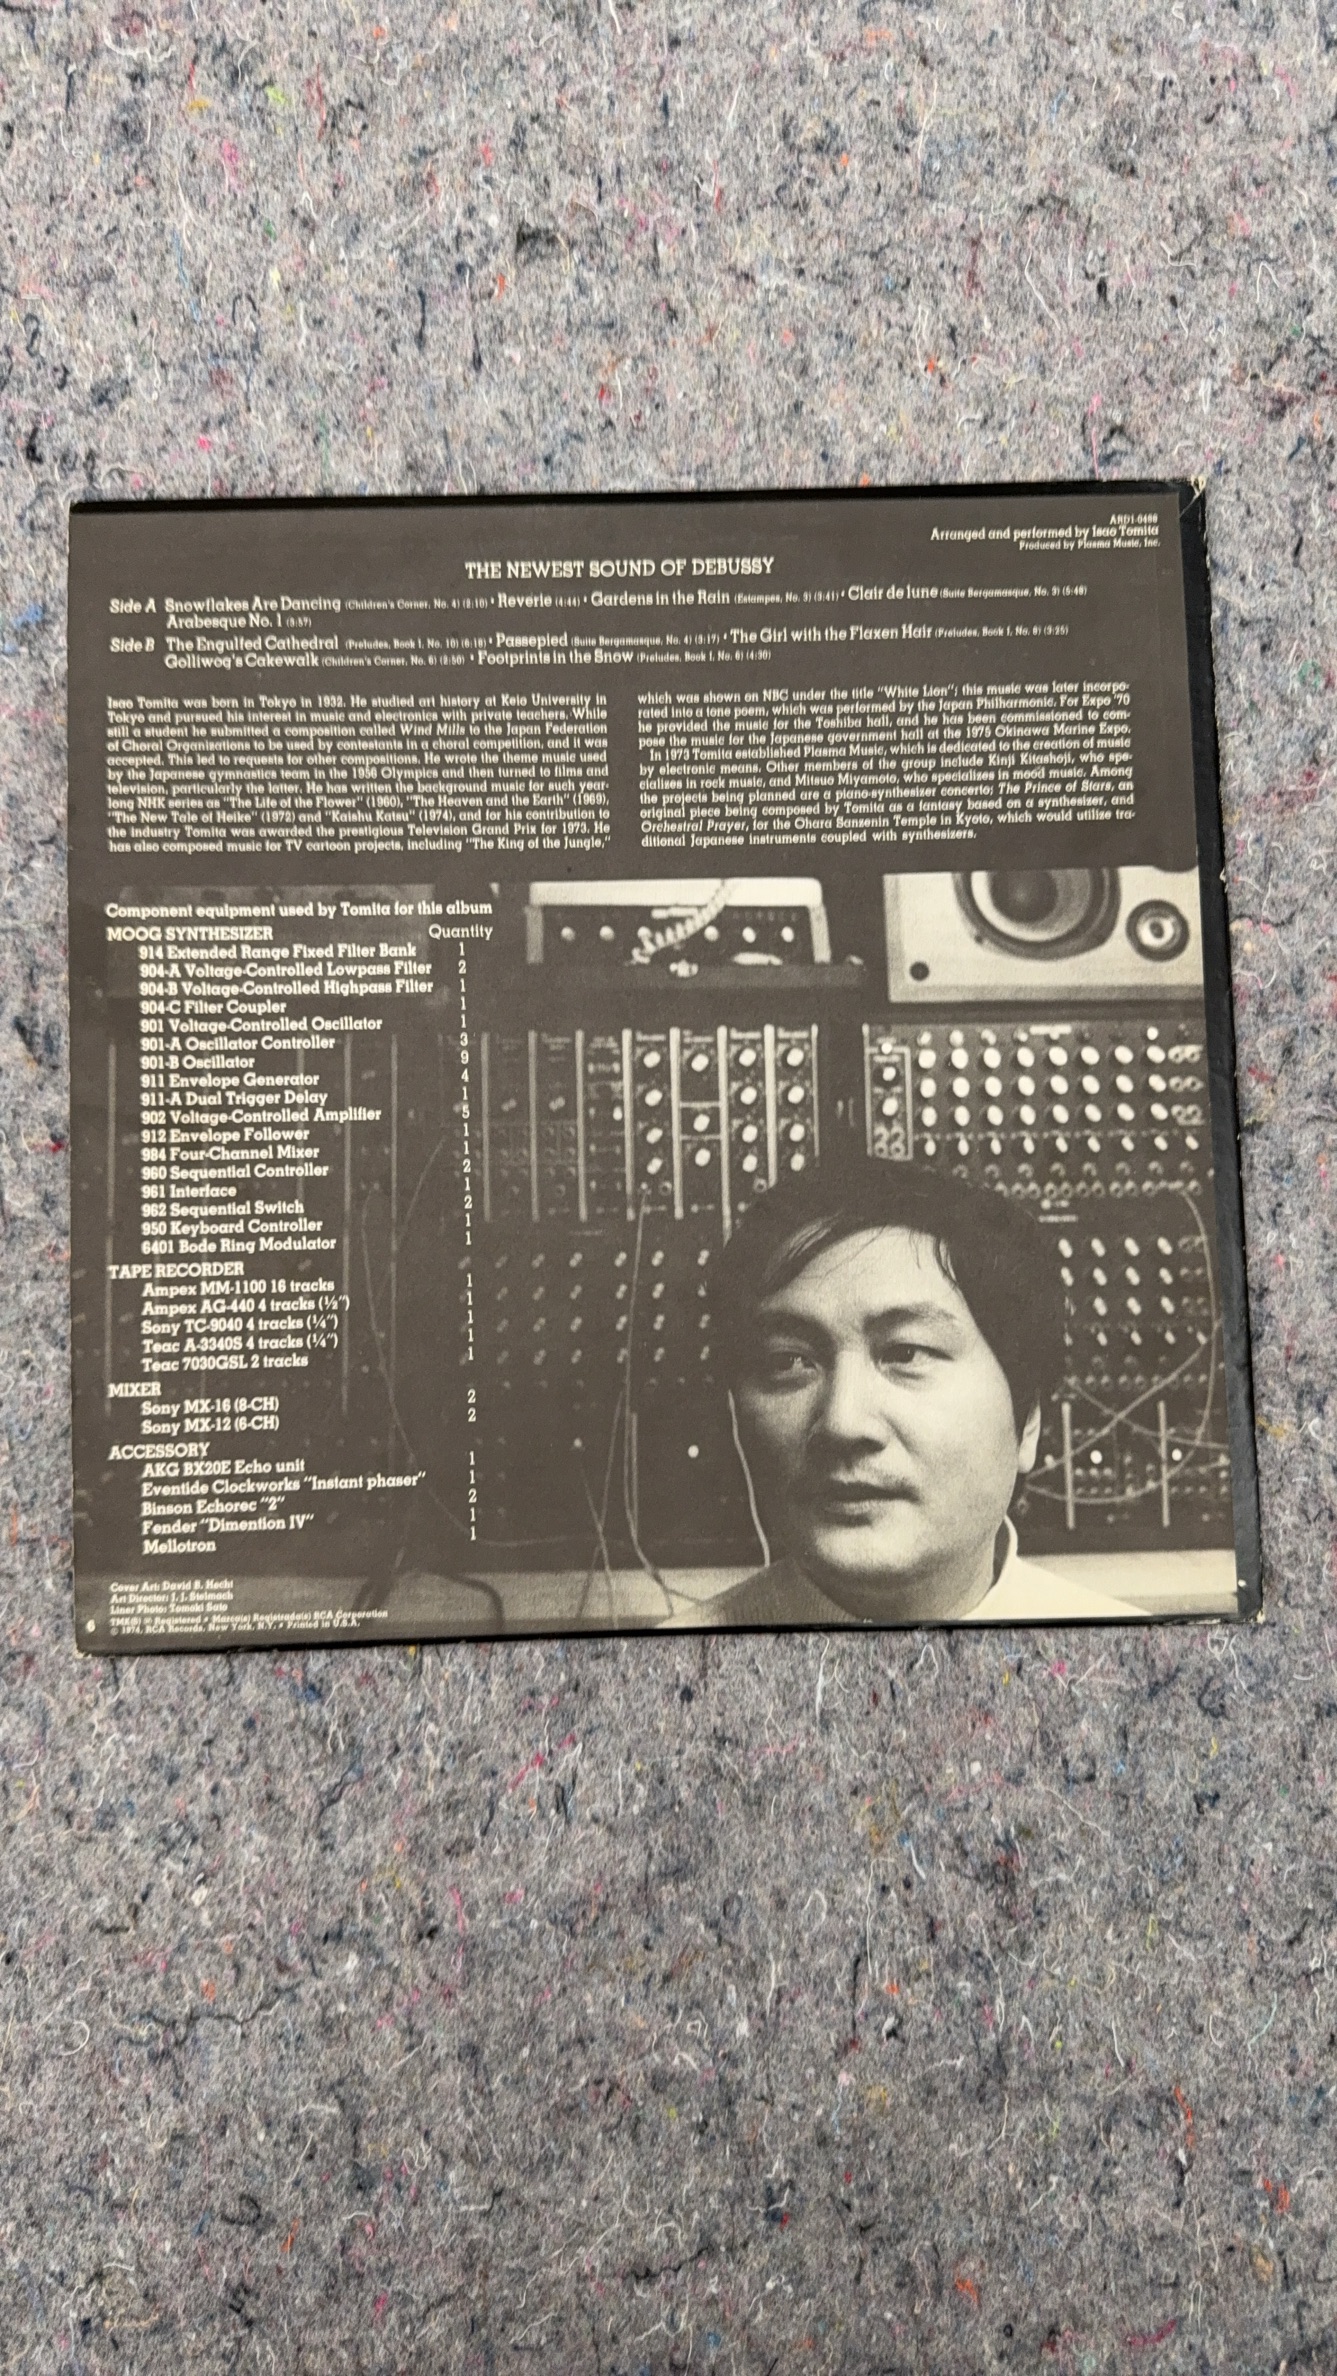 ARD1-0488
Arranged and performed by Isao Tomita
Produced by Plasma Music, Inc.
THE NEWEST SOUND OF DEBUSSY
Side A Snowflakes Are Dancing (Children's Corner, No. 4) (2:10) • Reverie (4:44) • Gardens in the Rain (Estampes, No. 3) (3:41) • Clair de lune (Suite Bergamasque, No. 3) (5:48)
Arabesque No. 1 (3:57)
Side B The Engulfed Cathedral (Preludes, Book 1, No. 10) (6:18) • Passepied (Suite Bergamasque, No. 4) (3:17) • The Girl with the Flaxen Hair (Preludes, Book 1, No. 8) (3:25)
Golliwog's Cakewalk (Children's Corner, No. 6) (2:50) • Footprints in the Snow (Preludes, Book 1, No. 6) (4:30)
Isao Tomita was born in Tokyo in 1932. He studied art history at Keio University in
Tokyo and pursued his interest in music and electronics with private teachers. While
still a student he submitted a composition called Wind Mills to the Japan Federation
of Choral Organizations to be used by contestants in a choral competition, and it was
accepted. This led to requests for other compositions. He wrote the theme music used
by the Japanese gymnastics team in the 1956 Olympics and then turned to films and
television, particularly the latter. He has written the background music for such year-
long NHK series as "The Life of the Flower" (1960), "The Heaven and the Earth" (1969),
"The New Tale of Heike" (1972) and "Kaishu Katsu" (1974), and for his contribution to
the industry Tomita was awarded the prestigious Television Grand Prix for 1973. He
has also composed music for TV cartoon projects, including "The King of the Jungle,"
which was shown on NBC under the title "White Lion"; this music was later incorpo-
rated into a tone poem, which was performed by the Japan Philharmonic. For Expo '70
he provided the music for the Toshiba hall, and he has been commissioned to com-
pose the music for the Japanese government hall at the 1975 Okinawa Marine Expo.
In 1973 Tomita established Plasma Music, which is dedicated to the creation of music
by electronic means. Other members of the group include Kinji Kitashoji, who spe-
cializes in rock music, and Mitsuo Miyamoto, who specializes in mood music. Among
the projects being planned are a piano-synthesizer concerto; The Prince of Stars, an
original piece being composed by Tomita as a fantasy based on a synthesizer, and
Orchestral Prayer, for the Ohara Sanzenin Temple in Kyoto, which would utilize tra-
ditional Japanese instruments coupled with synthesizers.
Component equipment used by Tomita for this album
MOOG SYNTHESIZER Quantity
914 Extended Range Fixed Filter Bank 1
904-A Voltage-Controlled Lowpass Filter 2
904-B Voltage-Controlled Highpass Filter 1
904-C Filter Coupler 1
901 Voltage-Controlled Oscillator 1
901-A Oscillator Controller 3
901-B Oscillator 9
911 Envelope Generator 4
911-A Dual Trigger Delay 1
902 Voltage-Controlled Amplifier 5
912 Envelope Follower 1
984 Four-Channel Mixer 1
960 Sequential Controller 2
961 Interface 1
962 Sequential Switch 2
950 Keyboard Controller 1
6401 Bode Ring Modulator 1
TAPE RECORDER
Ampex MM-1100 16 tracks 1
Ampex AG-440 4 tracks (½") 1
Sony TC-9040 4 tracks (¼") 1
Teac A-3340S 4 tracks (¼") 1
Teac 7030GSL 2 tracks 1
MIXER
Sony MX-16 (8-CH) 2
Sony MX-12 (6-CH) 2
ACCESSORY
AKG BX20E Echo unit 1
Eventide Clockworks "Instant phaser" 1
Binson Echorec "2" 2
Fender "Dimention IV" 1
Mellotron 1
Cover Art: David B. Hecht
Art Director: J. J. Stelmach
Liner Photo: Tamaki Sato
TMK(S) ® Registered • Marca(s) Registrada(s) RCA Corporation
© 1974, RCA Records, New York, N.Y. • Printed in U.S.A.
6